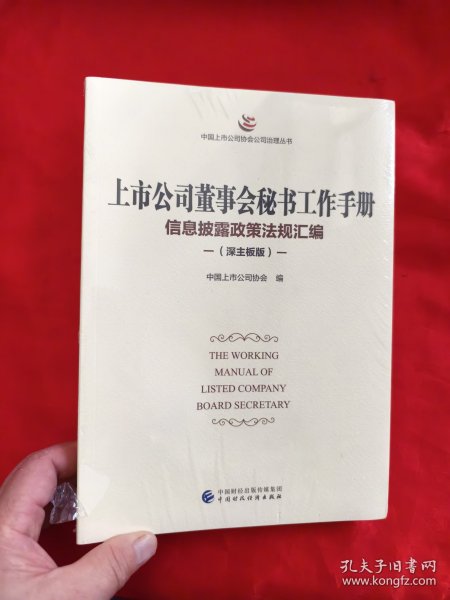 中国上市公司协会公司治理丛书
上市公司董事会秘书工作手册
信息披露政策法规汇编
—（深主板版）—
中国上市公司协会 编
THE WORKING
MANUAL OF
LISTED COMPANY
BOARD SECRETARY
中国财经出版传媒集团
中国财政经济出版社
孔夫子旧书网
www.kongfz.com